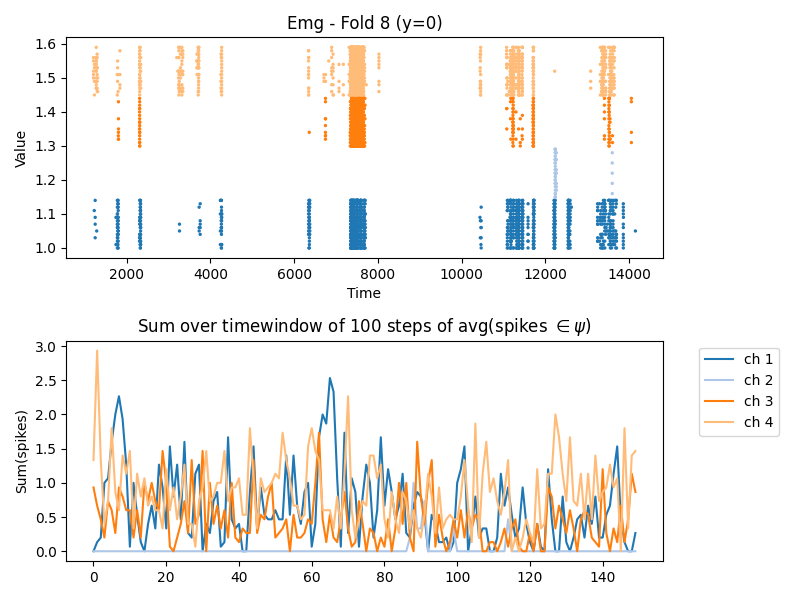 Emg - Fold 8 (y=0)
Value
1.6
1.5
1.4
1.3
1.2
1.1
1.0
2000 4000 6000 8000 10000 12000 14000
Time
Sum over timewindow of 100 steps of avg(spikes ∈ ψ)
Sum(spikes)
3.0
2.5
2.0
1.5
1.0
0.5
0.0
0 20 40 60 80 100 120 140
ch 1
ch 2
ch 3
ch 4